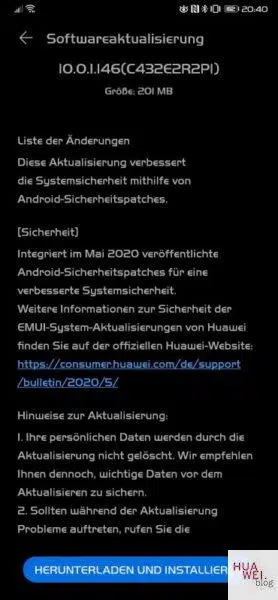 20:40
Softwareaktualisierung
10.0.1.146(C432E2R2P1)
Größe: 201 MB
Liste der Änderungen
Diese Aktualisierung verbessert
die Systemsicherheit mithilfe von
Android-Sicherheitspatches.
[Sicherheit]
Integriert im Mai 2020 veröffentlichte
Android-Sicherheitspatches für eine
verbesserte Systemsicherheit.
Weitere Informationen zur Sicherheit der
EMUI-System-Aktualisierungen von Huawei
finden Sie auf der offiziellen Huawei-Website:
https://consumer.huawei.com/de/support
/bulletin/2020/5/
Hinweise zur Aktualisierung:
1. Ihre persönlichen Daten werden durch die
Aktualisierung nicht gelöscht. Wir empfehlen
Ihnen dennoch, wichtige Daten vor dem
Aktualisieren zu sichern.
2. Sollten während der Aktualisierung
Probleme auftreten, rufen Sie die
HERUNTERLADEN UND INSTALLIER
HUA
WEI.
blog